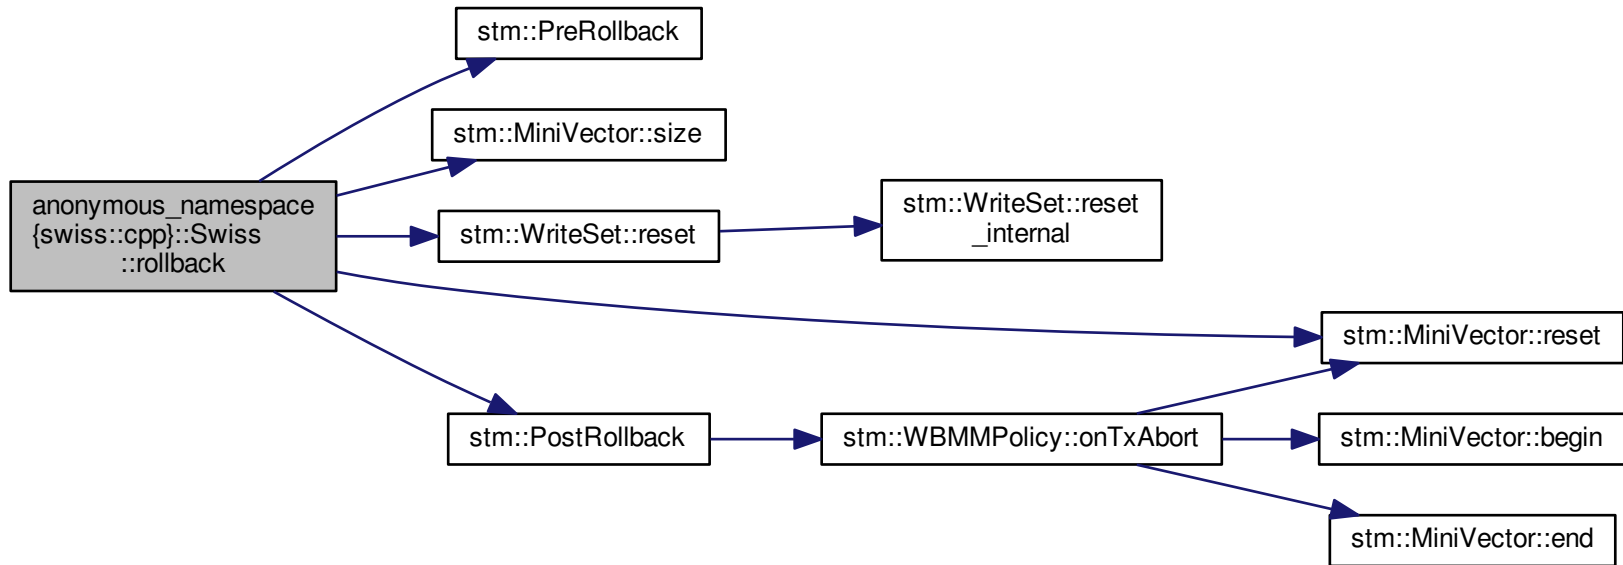 stm::PreRollback
stm::MiniVector::size
anonymous_namespace
{swiss::cpp}::Swiss
::rollback
stm::WriteSet::reset
stm::WriteSet::reset
_internal
stm::MiniVector::reset
stm::PostRollback
stm::WBMMPolicy::onTxAbort
stm::MiniVector::begin
stm::MiniVector::end